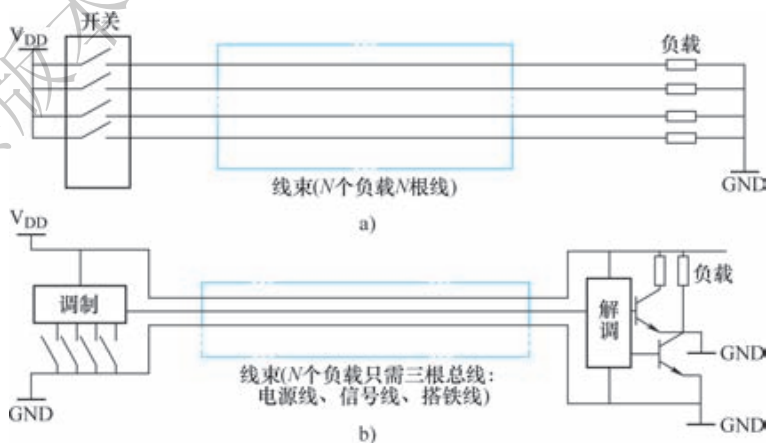 版本
开关
VDD
负载
线束(N个负载N根线)
GND
a)
VDD
调制
解调
负载
GND
线束(N个负载只需三根总线:
电源线、信号线、搭铁线)
GND
GND
b)